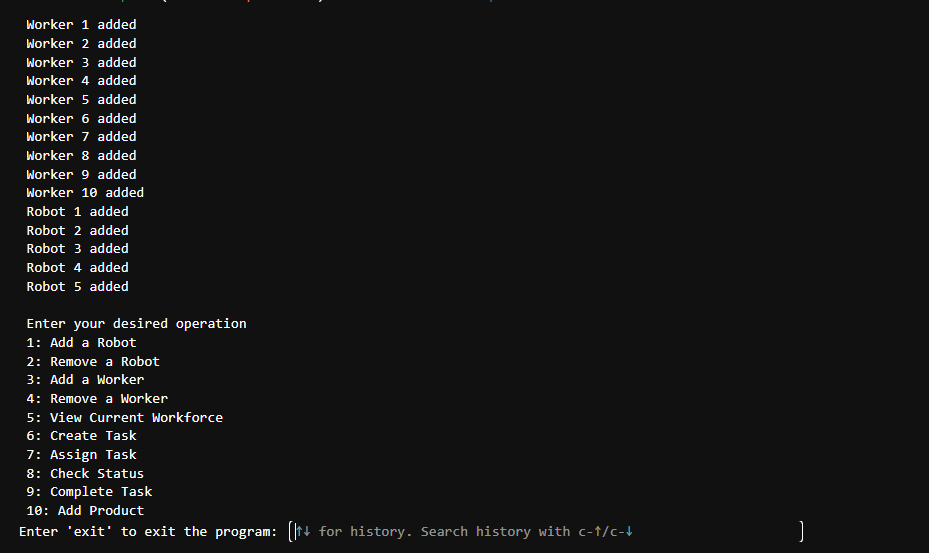 Worker 1 added
Worker 2 added
Worker 3 added
Worker 4 added
Worker 5 added
Worker 6 added
Worker 7 added
Worker 8 added
Worker 9 added
Worker 10 added
Robot 1 added
Robot 2 added
Robot 3 added
Robot 4 added
Robot 5 added
Enter your desired operation
1: Add a Robot
2: Remove a Robot
3: Add a Worker
4: Remove a Worker
5: View Current Workforce
6: Create Task
7: Assign Task
8: Check Status
9: Complete Task
10: Add Product
Enter 'exit' to exit the program: ↑↓ for history. Search history with c-↑/c-↓